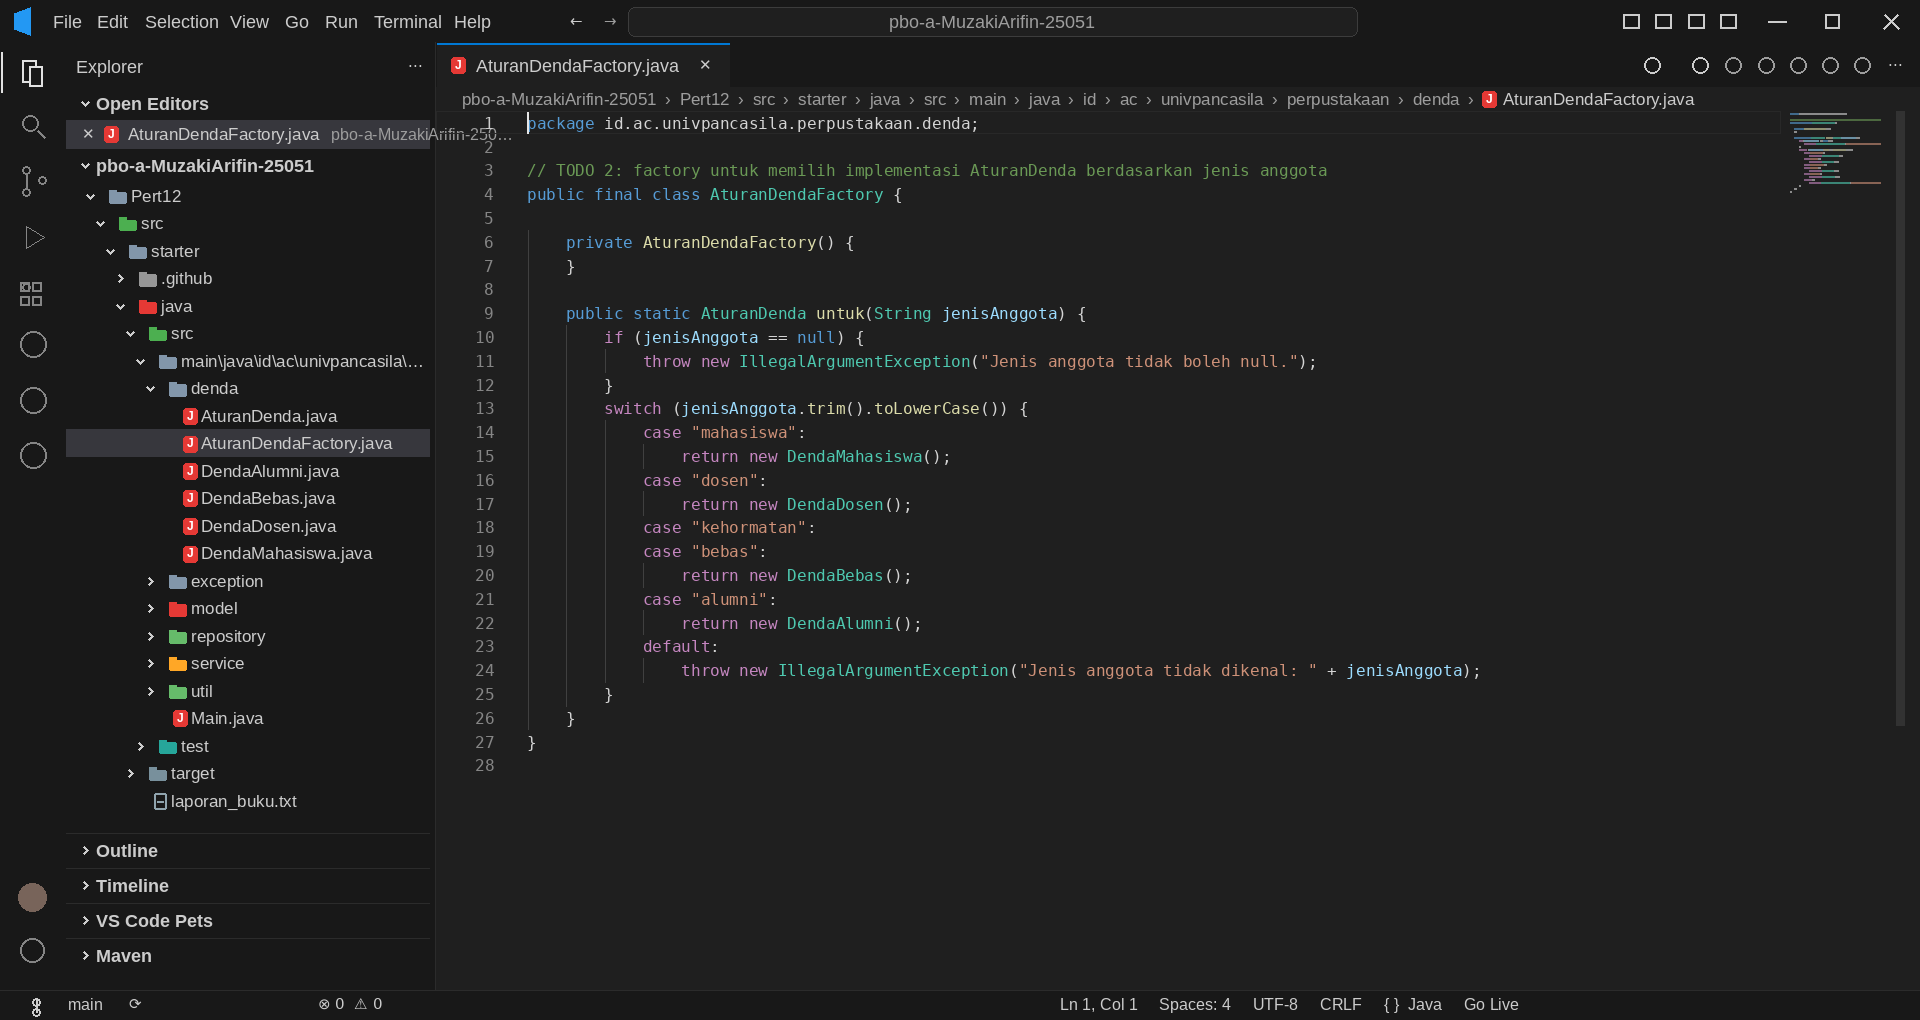 File Edit Selection View Go Run Terminal Help ← → pbo-a-MuzakiArifin-25051
Explorer ···
Open Editors
× J AturanDendaFactory.java pbo-a-MuzakiArifin-250...
pbo-a-MuzakiArifin-25051
Pert12
src
starter
.github
java
src
main\java\id\ac\univpancasila\...
denda
J AturanDenda.java
J AturanDendaFactory.java
J DendaAlumni.java
J DendaBebas.java
J DendaDosen.java
J DendaMahasiswa.java
exception
model
repository
service
util
J Main.java
test
target
laporan_buku.txt
Outline
Timeline
VS Code Pets
Maven
J AturanDendaFactory.java × ···
pbo-a-MuzakiArifin-25051 › Pert12 › src › starter › java › src › main › java › id › ac › univpancasila › perpustakaan › denda › J AturanDendaFactory.java
1 package id.ac.univpancasila.perpustakaan.denda;
2
3 // TODO 2: factory untuk memilih implementasi AturanDenda berdasarkan jenis anggota
4 public final class AturanDendaFactory {
5
6 private AturanDendaFactory() {
7 }
8
9 public static AturanDenda untuk(String jenisAnggota) {
10 if (jenisAnggota == null) {
11 throw new IllegalArgumentException("Jenis anggota tidak boleh null.");
12 }
13 switch (jenisAnggota.trim().toLowerCase()) {
14 case "mahasiswa":
15 return new DendaMahasiswa();
16 case "dosen":
17 return new DendaDosen();
18 case "kehormatan":
19 case "bebas":
20 return new DendaBebas();
21 case "alumni":
22 return new DendaAlumni();
23 default:
24 throw new IllegalArgumentException("Jenis anggota tidak dikenal: " + jenisAnggota);
25 }
26 }
27 }
28
main ⟳ ⊗ 0 ⚠ 0 Ln 1, Col 1 Spaces: 4 UTF-8 CRLF { } Java Go Live